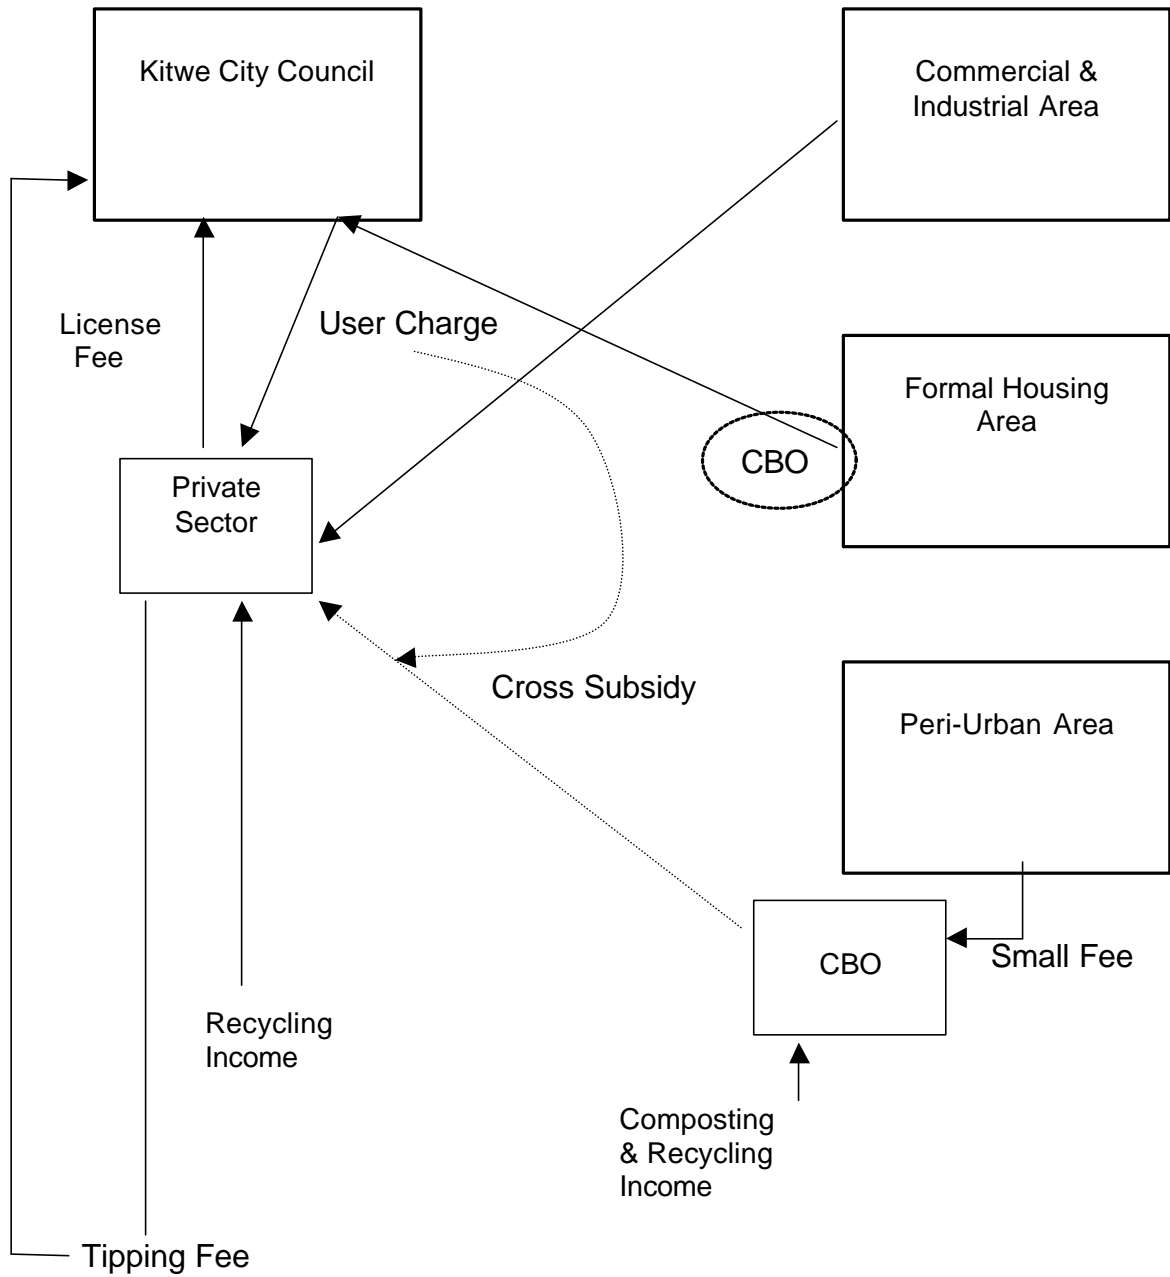 Kitwe City Council
Commercial &
Industrial Area
License
Fee
User Charge
Formal Housing
Area
CBO
Private
Sector
Cross Subsidy
Peri-Urban Area
CBO
Small Fee
Recycling
Income
Composting
& Recycling
Income
Tipping Fee